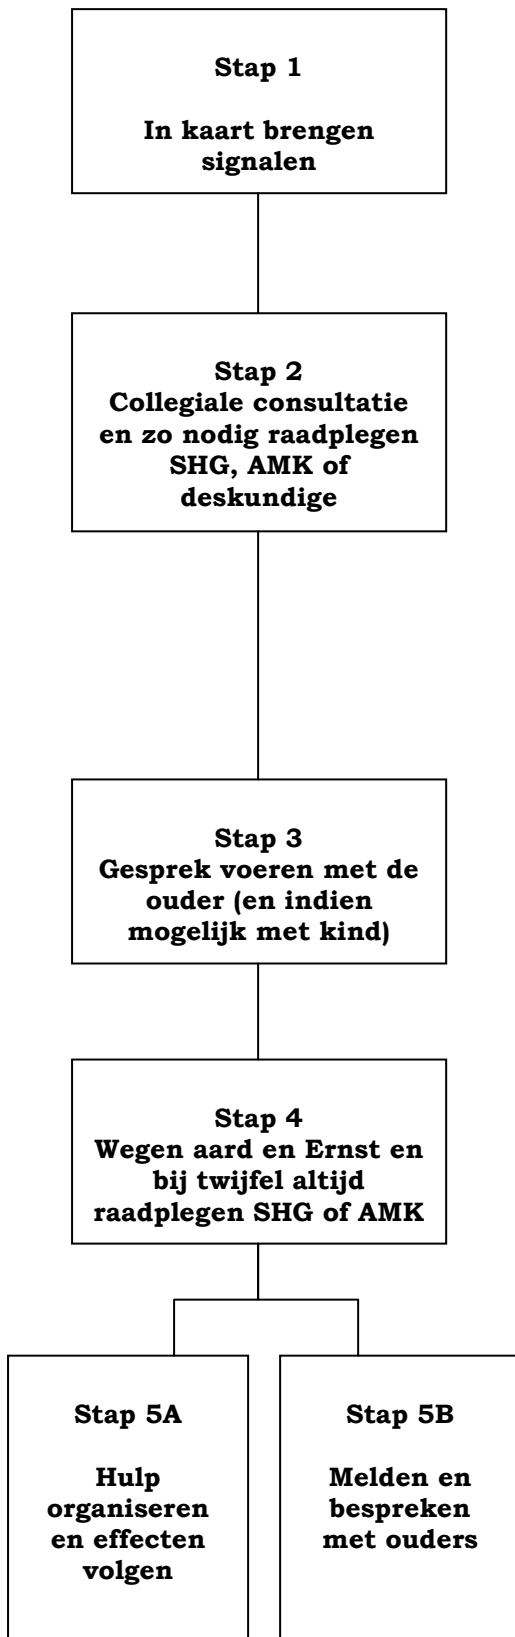 Stap 1
In kaart brengen
signalen
Stap 2
Collegiale consultatie
en zo nodig raadplegen
SHG, AMK of
deskundige
Stap 3
Gesprek voeren met de
ouder (en indien
mogelijk met kind)
Stap 4
Wegen aard en Ernst en
bij twijfel altijd
raadplegen SHG of AMK
Stap 5A
Hulp
organiseren
en effecten
volgen
Stap 5B
Melden en
bespreken
met ouders